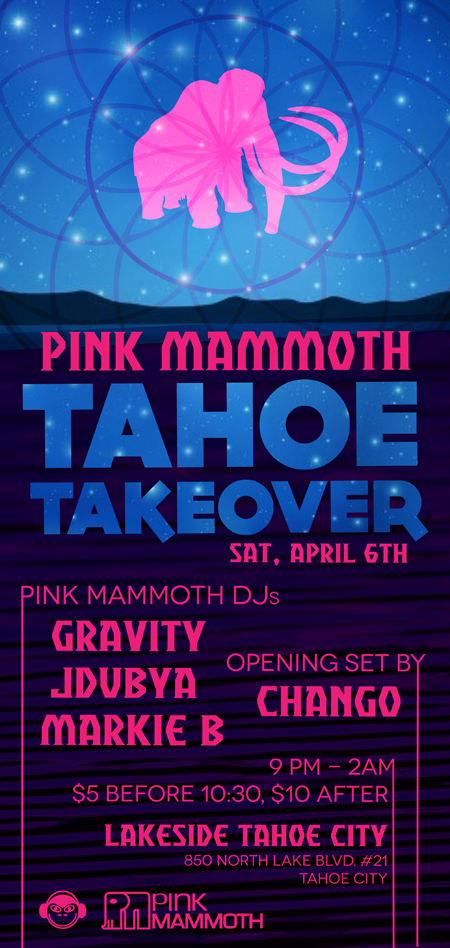 PINK MAMMOTH
TAHOE
TAKEOVER
SAT, APRIL 6TH
PINK MAMMOTH DJs
GRAVITY
JDUBYA
MARKIE B
OPENING SET BY
CHANGO
9 PM – 2AM
$5 BEFORE 10:30, $10 AFTER
LAKESIDE TAHOE CITY
850 NORTH LAKE BLVD. #21
TAHOE CITY
PINK
MAMMOTH